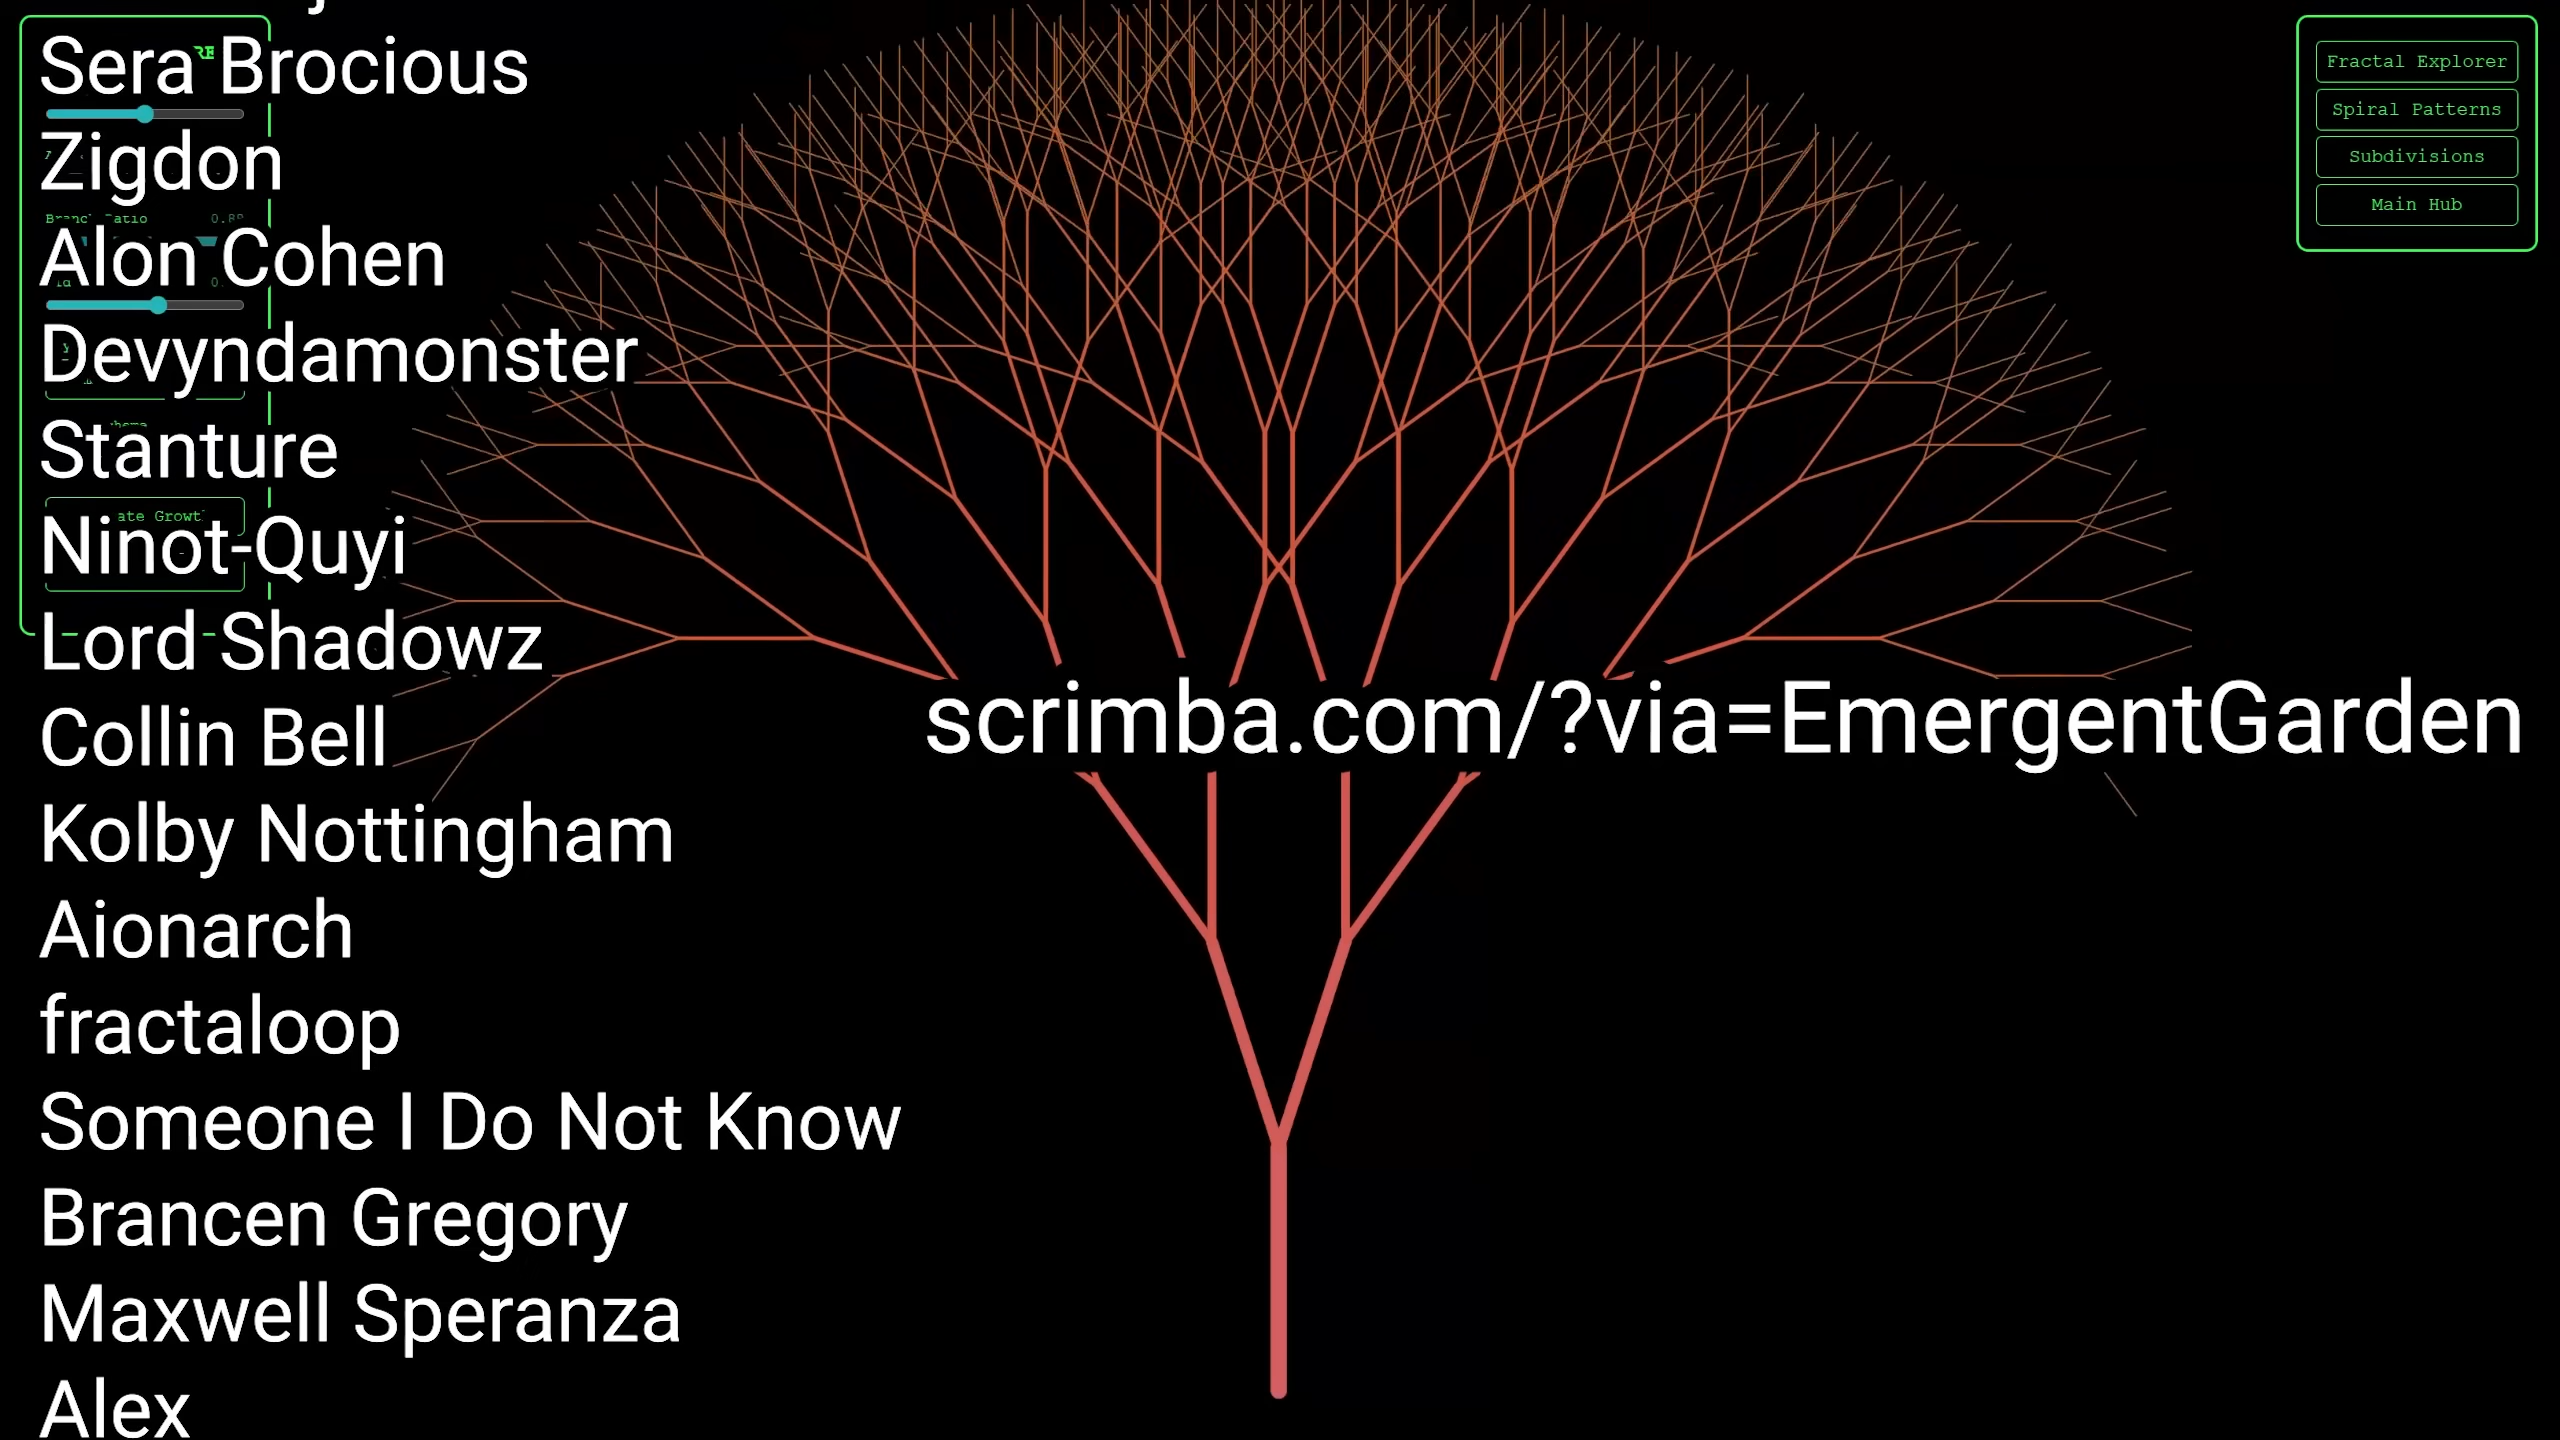 Sera Brocious
Zigdon
Alon Cohen
Devyndamonster
Stanture
Ninot-Quyi
Lord Shadowz
Collin Bell
Kolby Nottingham
Aionarch
fractaloop
Someone I Do Not Know
Brancen Gregory
Maxwell Speranza
Alex
scrimba.com/?via=EmergentGarden
Fractal Explorer
Spiral Patterns
Subdivisions
Main Hub